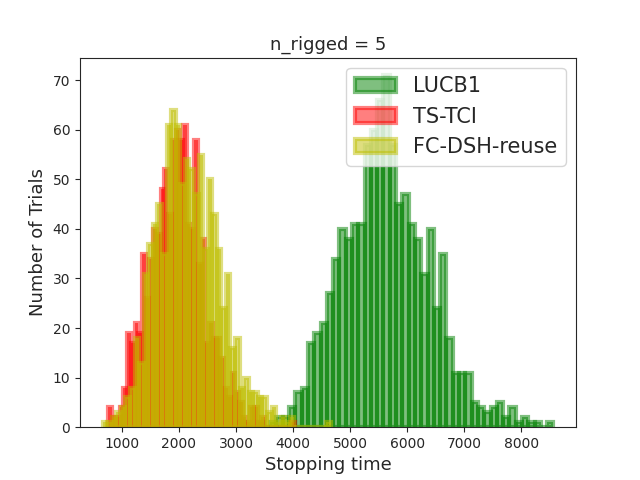 n_rigged = 5
LUCB1
TS-TCI
FC-DSH-reuse
Number of Trials
70
60
50
40
30
20
10
0
1000 2000 3000 4000 5000 6000 7000 8000
Stopping time